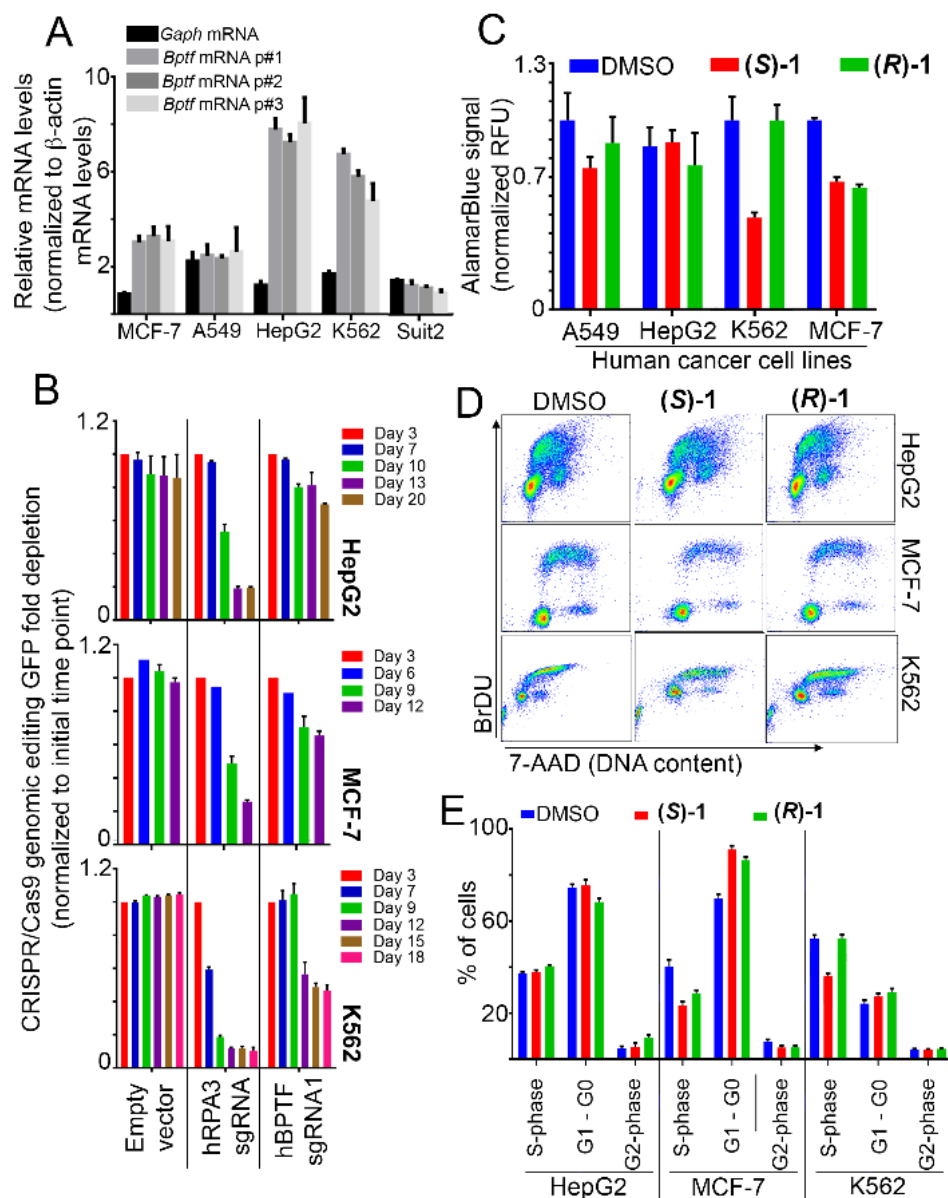 A
Gaph mRNA
Bptf mRNA p#1
Bptf mRNA p#2
Bptf mRNA p#3
Relative mRNA levels
(normalized to β-actin
mRNA levels)
10
6
2
MCF-7 A549 HepG2 K562 Suit2
B
CRISPR/Cas9 genomic editing GFP fold depletion
(normalized to initial time point)
1.2
0
Day 3
Day 7
Day 10
Day 13
Day 20
HepG2
1.2
0
Day 3
Day 6
Day 9
Day 12
MCF-7
1.2
0
Day 3
Day 7
Day 9
Day 12
Day 15
Day 18
K562
Empty
vector
hRPA3
sgRNA
hBPTF
sgRNA1
C
DMSO (S)-1 (R)-1
AlamarBlue signal
(normalized RFU)
1.3
0.7
0
A549 HepG2 K562 MCF-7
Human cancer cell lines
D
DMSO (S)-1 (R)-1
HepG2
MCF-7
K562
BrDU
7-AAD (DNA content)
E
DMSO (S)-1 (R)-1
% of cells
100
60
20
S-phase
G1 - G0
G2-phase
S-phase
G1 - G0
G2-phase
S-phase
G1 - G0
G2-phase
HepG2 MCF-7 K562